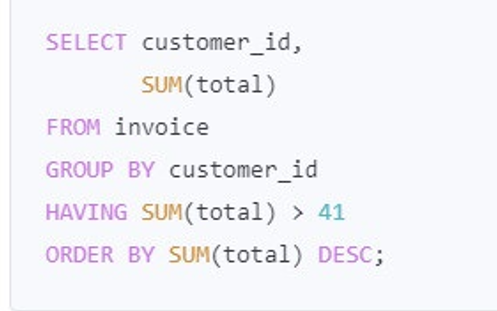 SELECT customer_id,
SUM(total)
FROM invoice
GROUP BY customer_id
HAVING SUM(total) > 41
ORDER BY SUM(total) DESC;